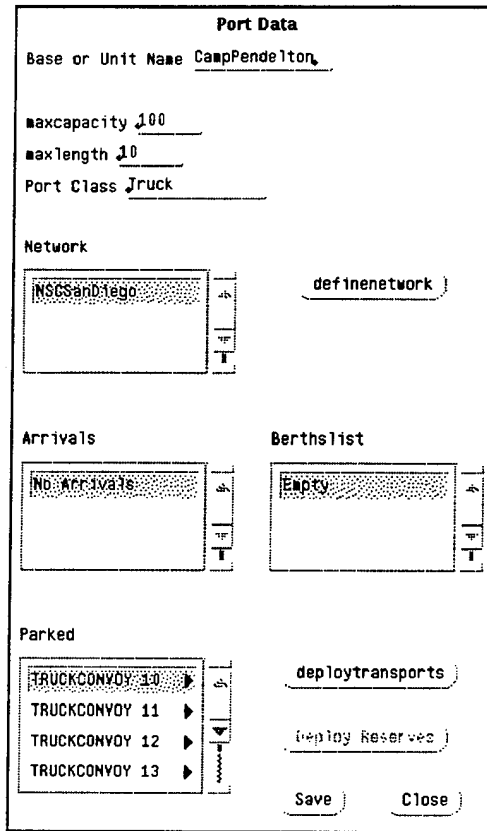 Port Data
Base or Unit Name CampPendelton
maxcapacity 100
maxlength 10
Port Class Truck
Network
NSCSanDiego
definenetwork
Arrivals
Berthslist
No Arrivals
Empty
Parked
TRUCKCONVOY 10
TRUCKCONVOY 11
TRUCKCONVOY 12
TRUCKCONVOY 13
deploytransports
Deploy Reserves
Save
Close